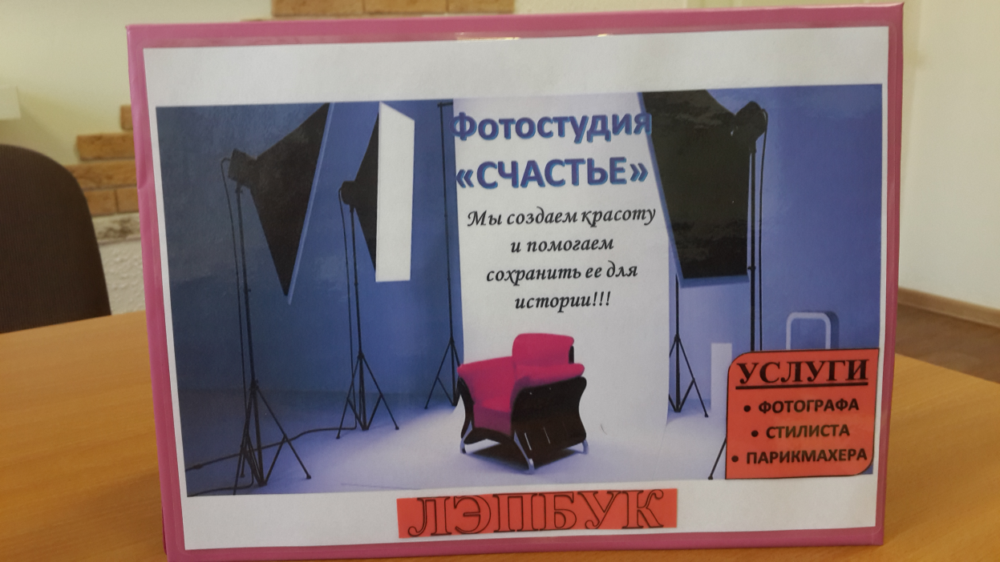 Фотостудия
«СЧАСТЬЕ»
Мы создаем красоту
и помогаем
сохранить ее для
истории!!!
УСЛУГИ
• ФОТОГРАФА
• СТИЛИСТА
• ПАРИКМАХЕРА
ЛЭПБУК